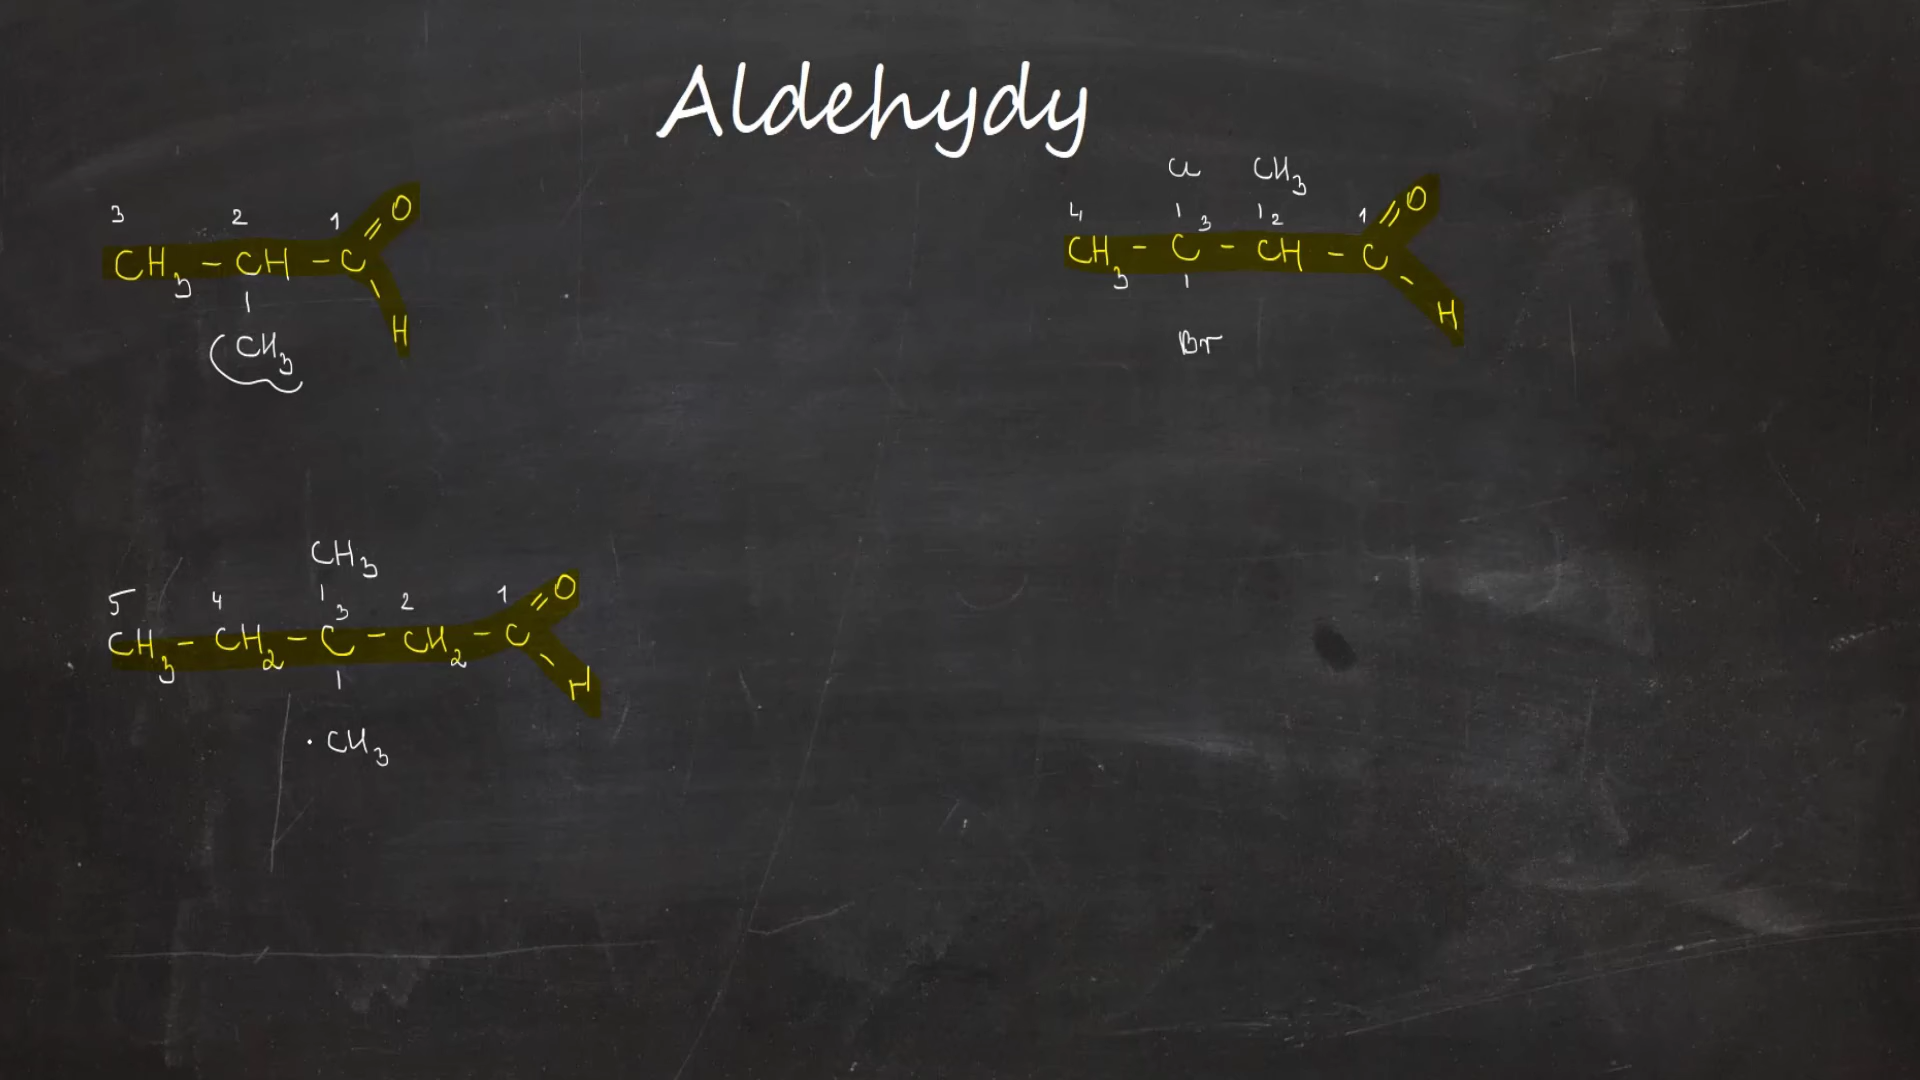 Aldehydy
3 2 1
CH3 - CH - C = O
- H
CH3
Cl CH3
4 3 2 1
CH3 - C - CH - C = O
- H
Br
CH3
5 4 3 2 1
CH3 - CH2 - C - CH2 - C = O
- H
· CH3